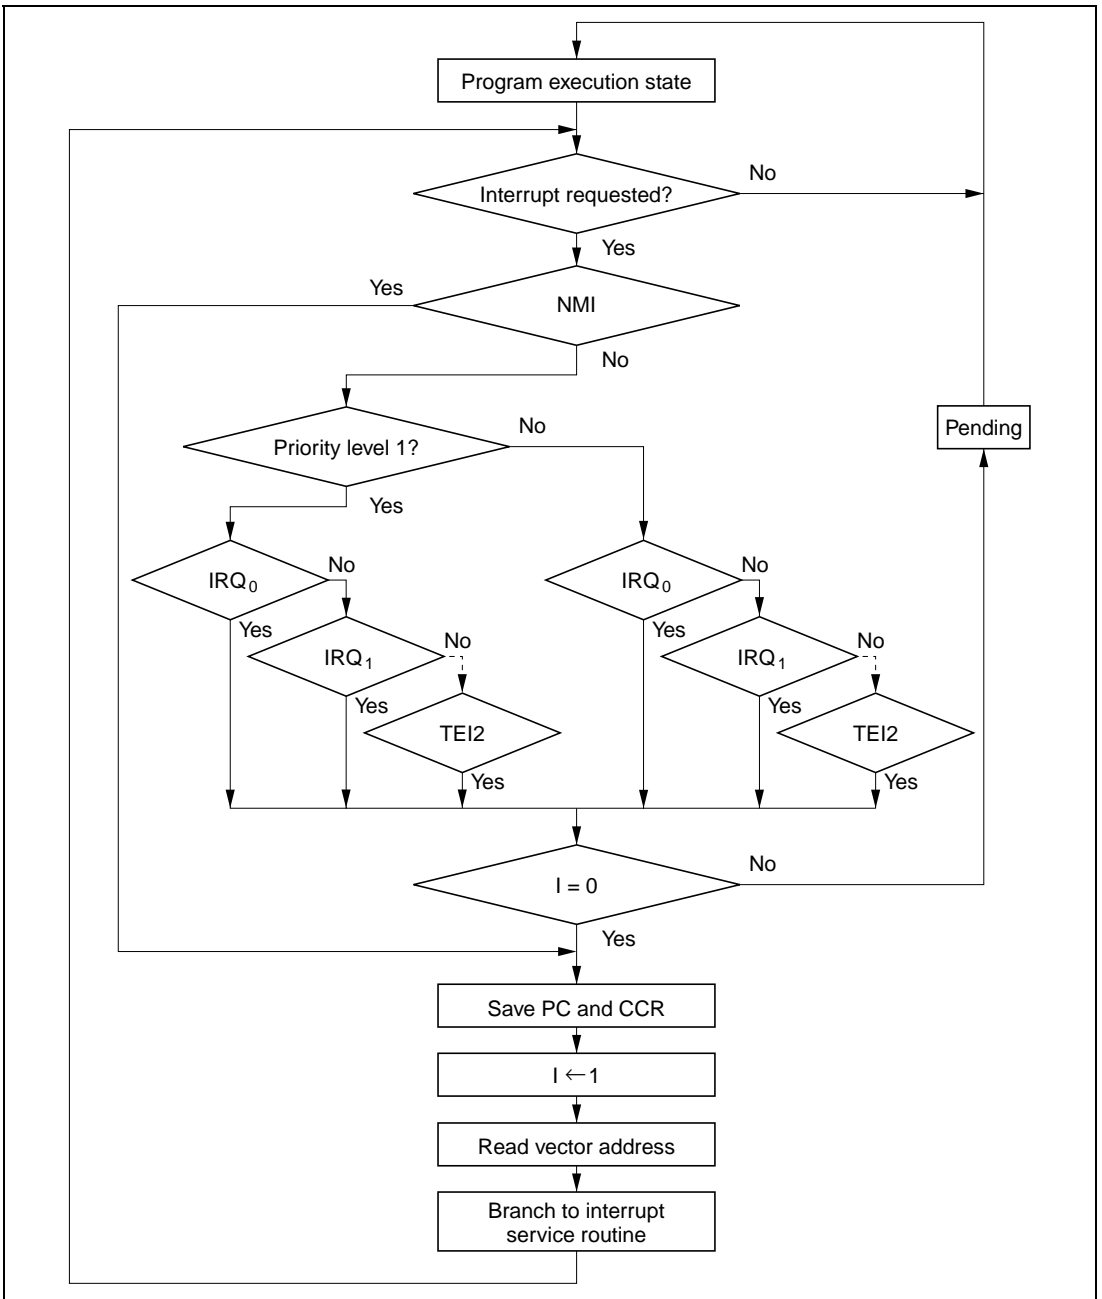 Program execution state
Interrupt requested?
No
Yes
Yes
NMI
No
Priority level 1?
No
Pending
Yes
IRQ0
No
Yes
IRQ1
No
Yes
TEI2
Yes
IRQ0
No
Yes
IRQ1
No
Yes
TEI2
Yes
I = 0
No
Yes
Save PC and CCR
I ←1
Read vector address
Branch to interrupt
service routine